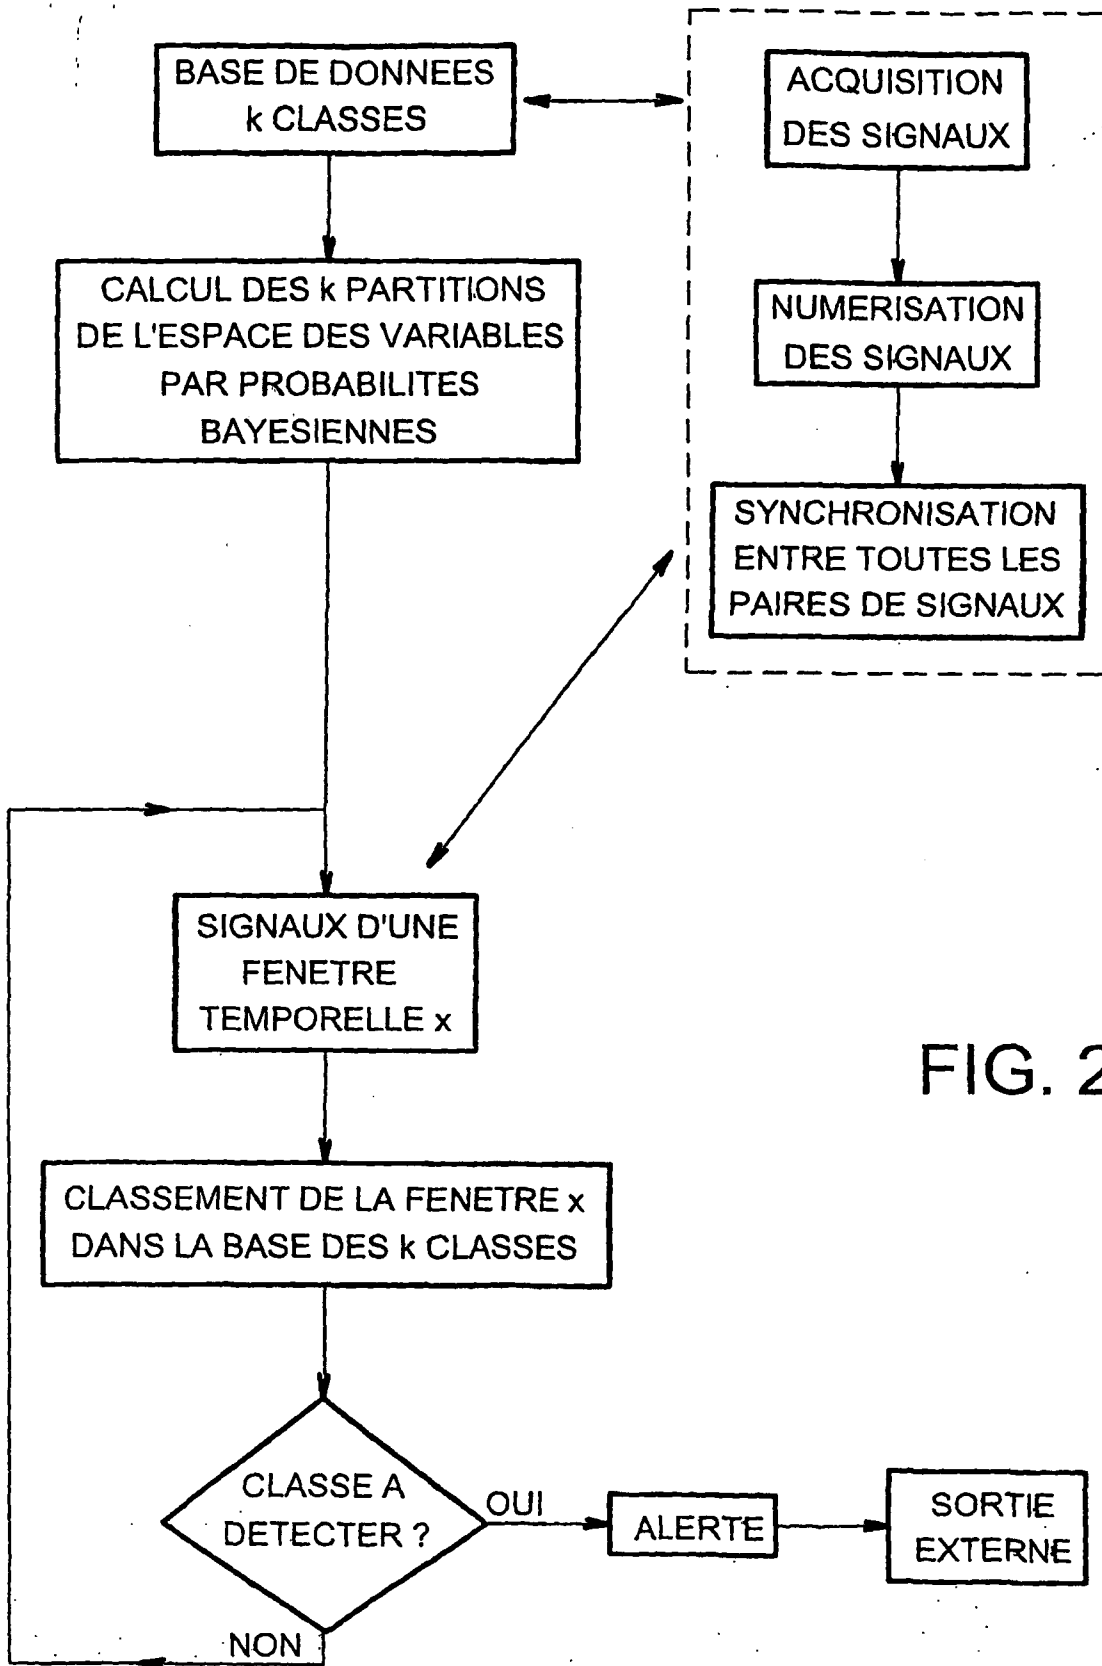 BASE DE DONNEES
k CLASSES
CALCUL DES k PARTITIONS
DE L'ESPACE DES VARIABLES
PAR PROBABILITES
BAYESIENNES
ACQUISITION
DES SIGNAUX
NUMERISATION
DES SIGNAUX
SYNCHRONISATION
ENTRE TOUTES LES
PAIRES DE SIGNAUX
SIGNAUX D'UNE
FENETRE
TEMPORELLE x
FIG. 2
CLASSEMENT DE LA FENETRE x
DANS LA BASE DES k CLASSES
CLASSE A
DETECTER ?
OUI
ALERTE
SORTIE
EXTERNE
NON